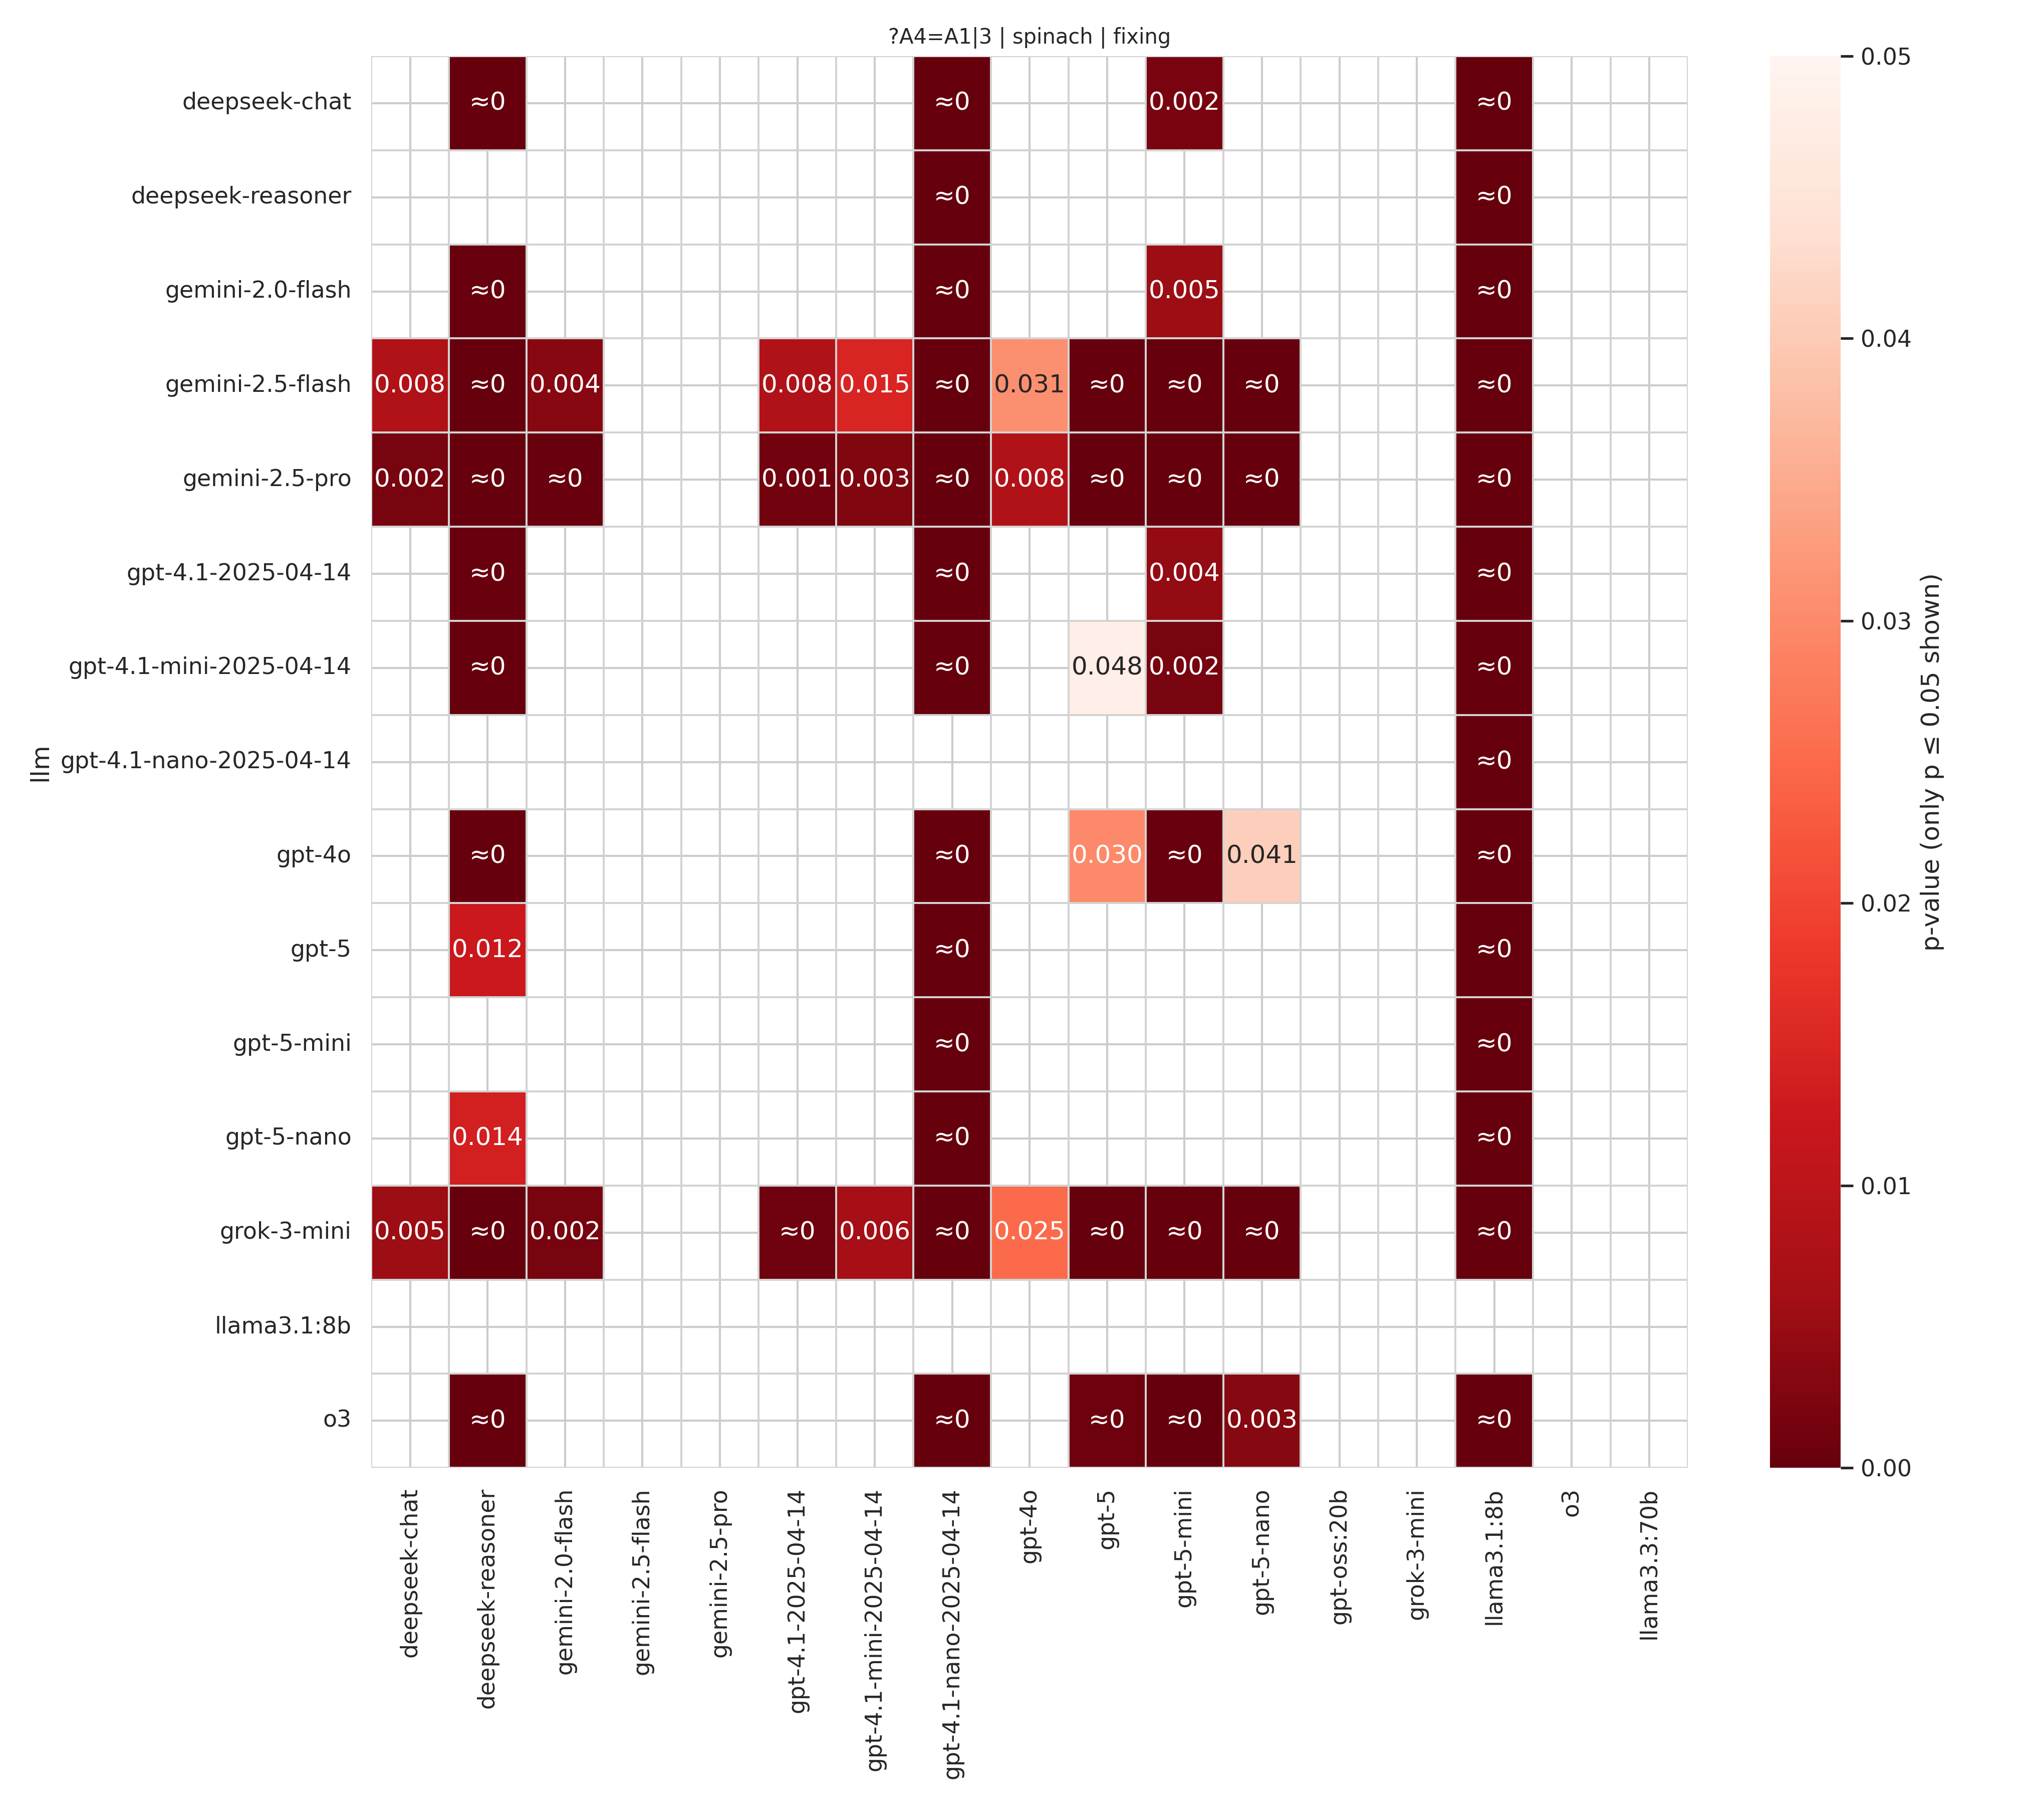 ?A4=A1|3 | spinach | fixing
deepseek-chat ≈0 ≈0 0.002 ≈0
deepseek-reasoner ≈0 ≈0
gemini-2.0-flash ≈0 ≈0 0.005 ≈0
gemini-2.5-flash 0.008 ≈0 0.004 0.008 0.015 ≈0 0.031 ≈0 ≈0 ≈0 ≈0
gemini-2.5-pro 0.002 ≈0 ≈0 0.001 0.003 ≈0 0.008 ≈0 ≈0 ≈0 ≈0
gpt-4.1-2025-04-14 ≈0 ≈0 0.004 ≈0
gpt-4.1-mini-2025-04-14 ≈0 ≈0 0.048 0.002 ≈0
gpt-4.1-nano-2025-04-14 ≈0
gpt-4o ≈0 ≈0 0.030 ≈0 0.041 ≈0
gpt-5 0.012 ≈0 ≈0
gpt-5-mini ≈0 ≈0
gpt-5-nano 0.014 ≈0 ≈0
grok-3-mini 0.005 ≈0 0.002 ≈0 0.006 ≈0 0.025 ≈0 ≈0 ≈0 ≈0
llama3.1:8b
o3 ≈0 ≈0 ≈0 ≈0 0.003 ≈0
llm
deepseek-chat
deepseek-reasoner
gemini-2.0-flash
gemini-2.5-flash
gemini-2.5-pro
gpt-4.1-2025-04-14
gpt-4.1-mini-2025-04-14
gpt-4.1-nano-2025-04-14
gpt-4o
gpt-5
gpt-5-mini
gpt-5-nano
gpt-oss:20b
grok-3-mini
llama3.1:8b
o3
llama3.3:70b
0.05
0.04
0.03
0.02
0.01
0.00
p-value (only p ≤ 0.05 shown)